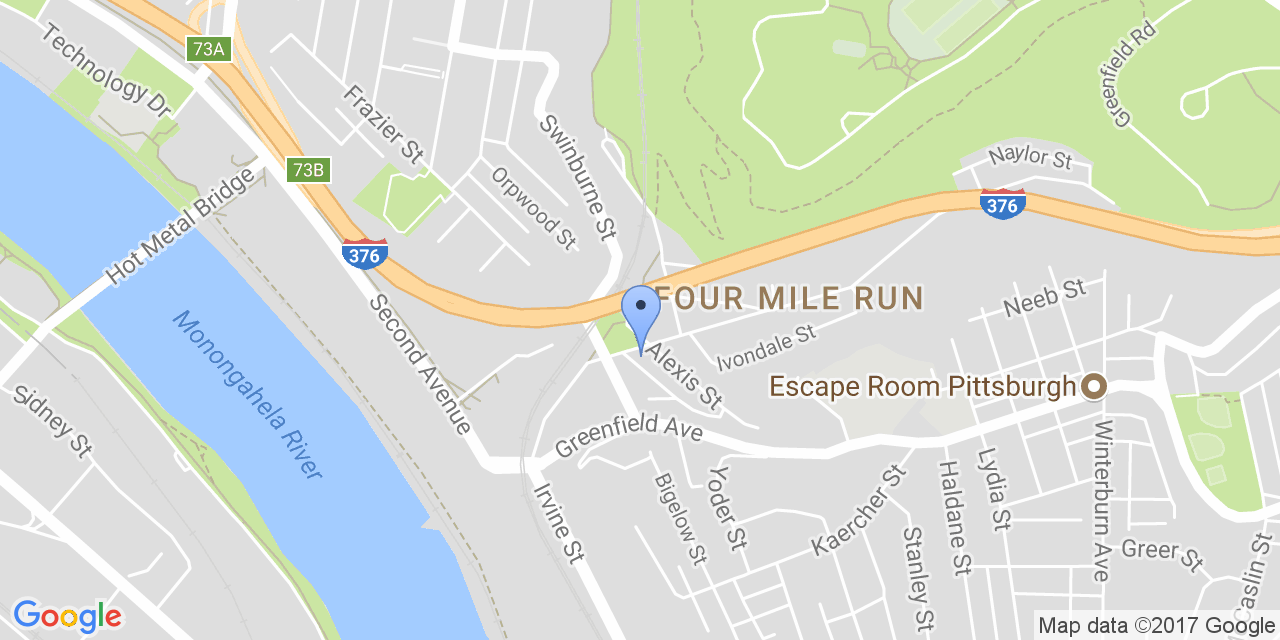 73A
Technology Dr
Greenfield Rd
Frazier St
Swinburne St
Naylor St
73B
Orpwood St
Hot Metal Bridge
376
376
FOUR MILE RUN
Neeb St
Second Avenue
Monongahela River
Alexis St
Ivondale St
Escape Room Pittsburgh
Sidney St
Greenfield Ave
Winterburn Ave
Irvine St
Bigelow St
Yoder St
Kaercher St
Haldane St
Lydia St
Stanley St
Greer St
Caslin St
Google
Map data ©2017 Google